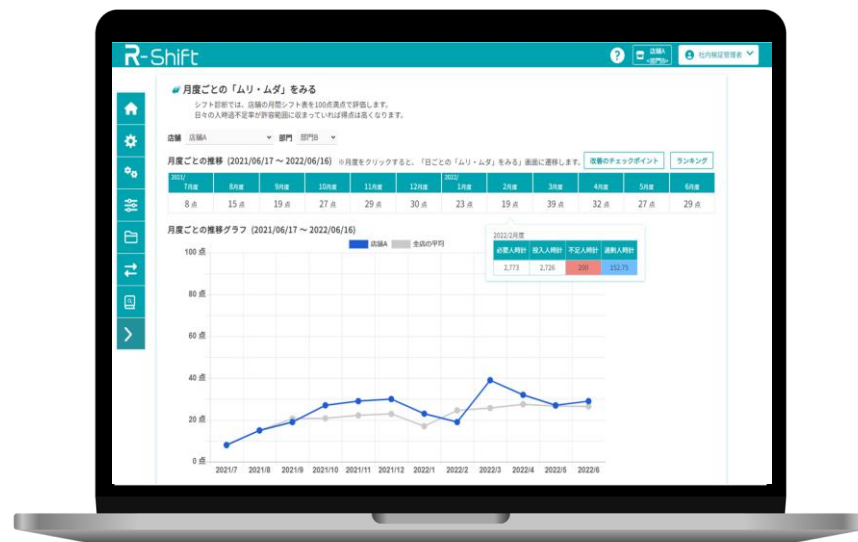 R-Shift
?
店舗A
<部門B>
社内検証管理者
月度ごとの「ムリ・ムダ」をみる
シフト診断では、店舗の月間シフト表を100点満点で評価します。
日々の人時過不足率が許容範囲に収まっていれば得点は高くなります。
店舗 店舗A 部門 部門B
月度ごとの推移 (2021/06/17 ～ 2022/06/16) ※月度をクリックすると、「日ごとの「ムリ・ムダ」をみる」画面に遷移します。 改善のチェックポイント ランキング
2021/ 2022/
7月度 8月度 9月度 10月度 11月度 12月度 1月度 2月度 3月度 4月度 5月度 6月度
8 点 15 点 19 点 27 点 29 点 30 点 23 点 19 点 39 点 32 点 27 点 29 点
月度ごとの推移グラフ (2021/06/17 ～ 2022/06/16)
店舗A 全店の平均
2022/2月度
必要人時計 投入人時計 不足人時計 過剰人時計
2,773 2,726 200 152.75
100 点
80 点
60 点
40 点
20 点
0 点
2021/7 2021/8 2021/9 2021/10 2021/11 2021/12 2022/1 2022/2 2022/3 2022/4 2022/5 2022/6